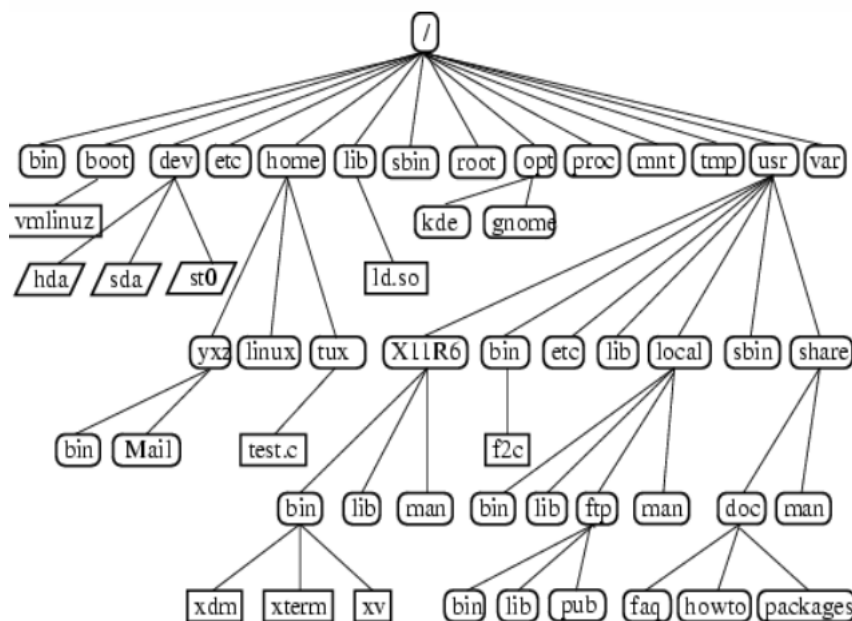 /
bin boot dev etc home lib sbin root opt proc mnt tmp usr var
vmlinuz kde gnome
hda sda st0 ld.so
yxz linux tux X11R6 bin etc lib local sbin share
bin Mail test.c f2c
bin lib man bin lib ftp man doc man
xdm xterm xv bin lib pub faq howto packages